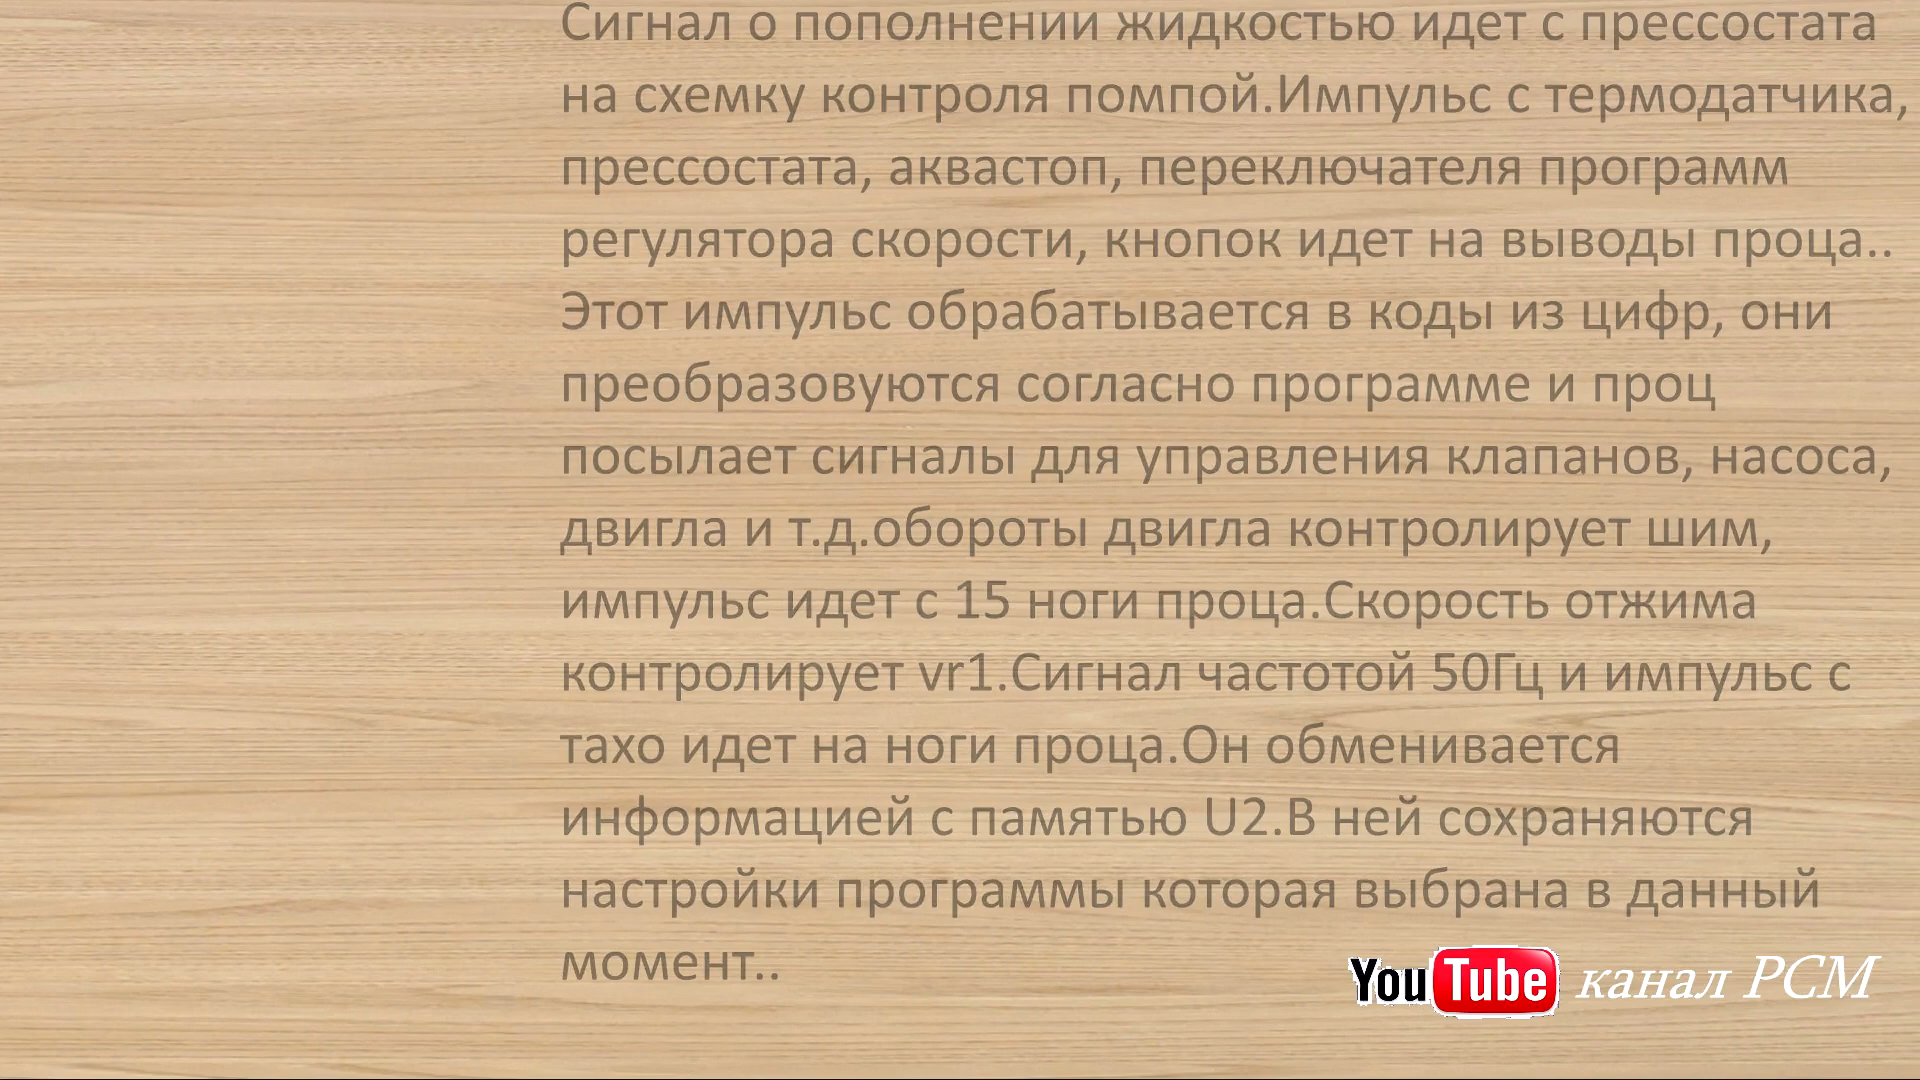 Сигнал о пополнении жидкостью идет с прессостата
на схемку контроля помпой.Импульс с термодатчика,
прессостата, аквастоп, переключателя программ
регулятора скорости, кнопок идет на выводы проца..
Этот импульс обрабатывается в коды из цифр, они
преобразовуются согласно программе и проц
посылает сигналы для управления клапанов, насоса,
двигла и т.д.обороты двигла контролирует шим,
импульс идет с 15 ноги проца.Скорость отжима
контролирует vr1.Сигнал частотой 50Гц и импульс с
тахо идет на ноги проца.Он обменивается
информацией с памятью U2.В ней сохраняются
настройки программы которая выбрана в данный
момент..
YouTube канал РСМ